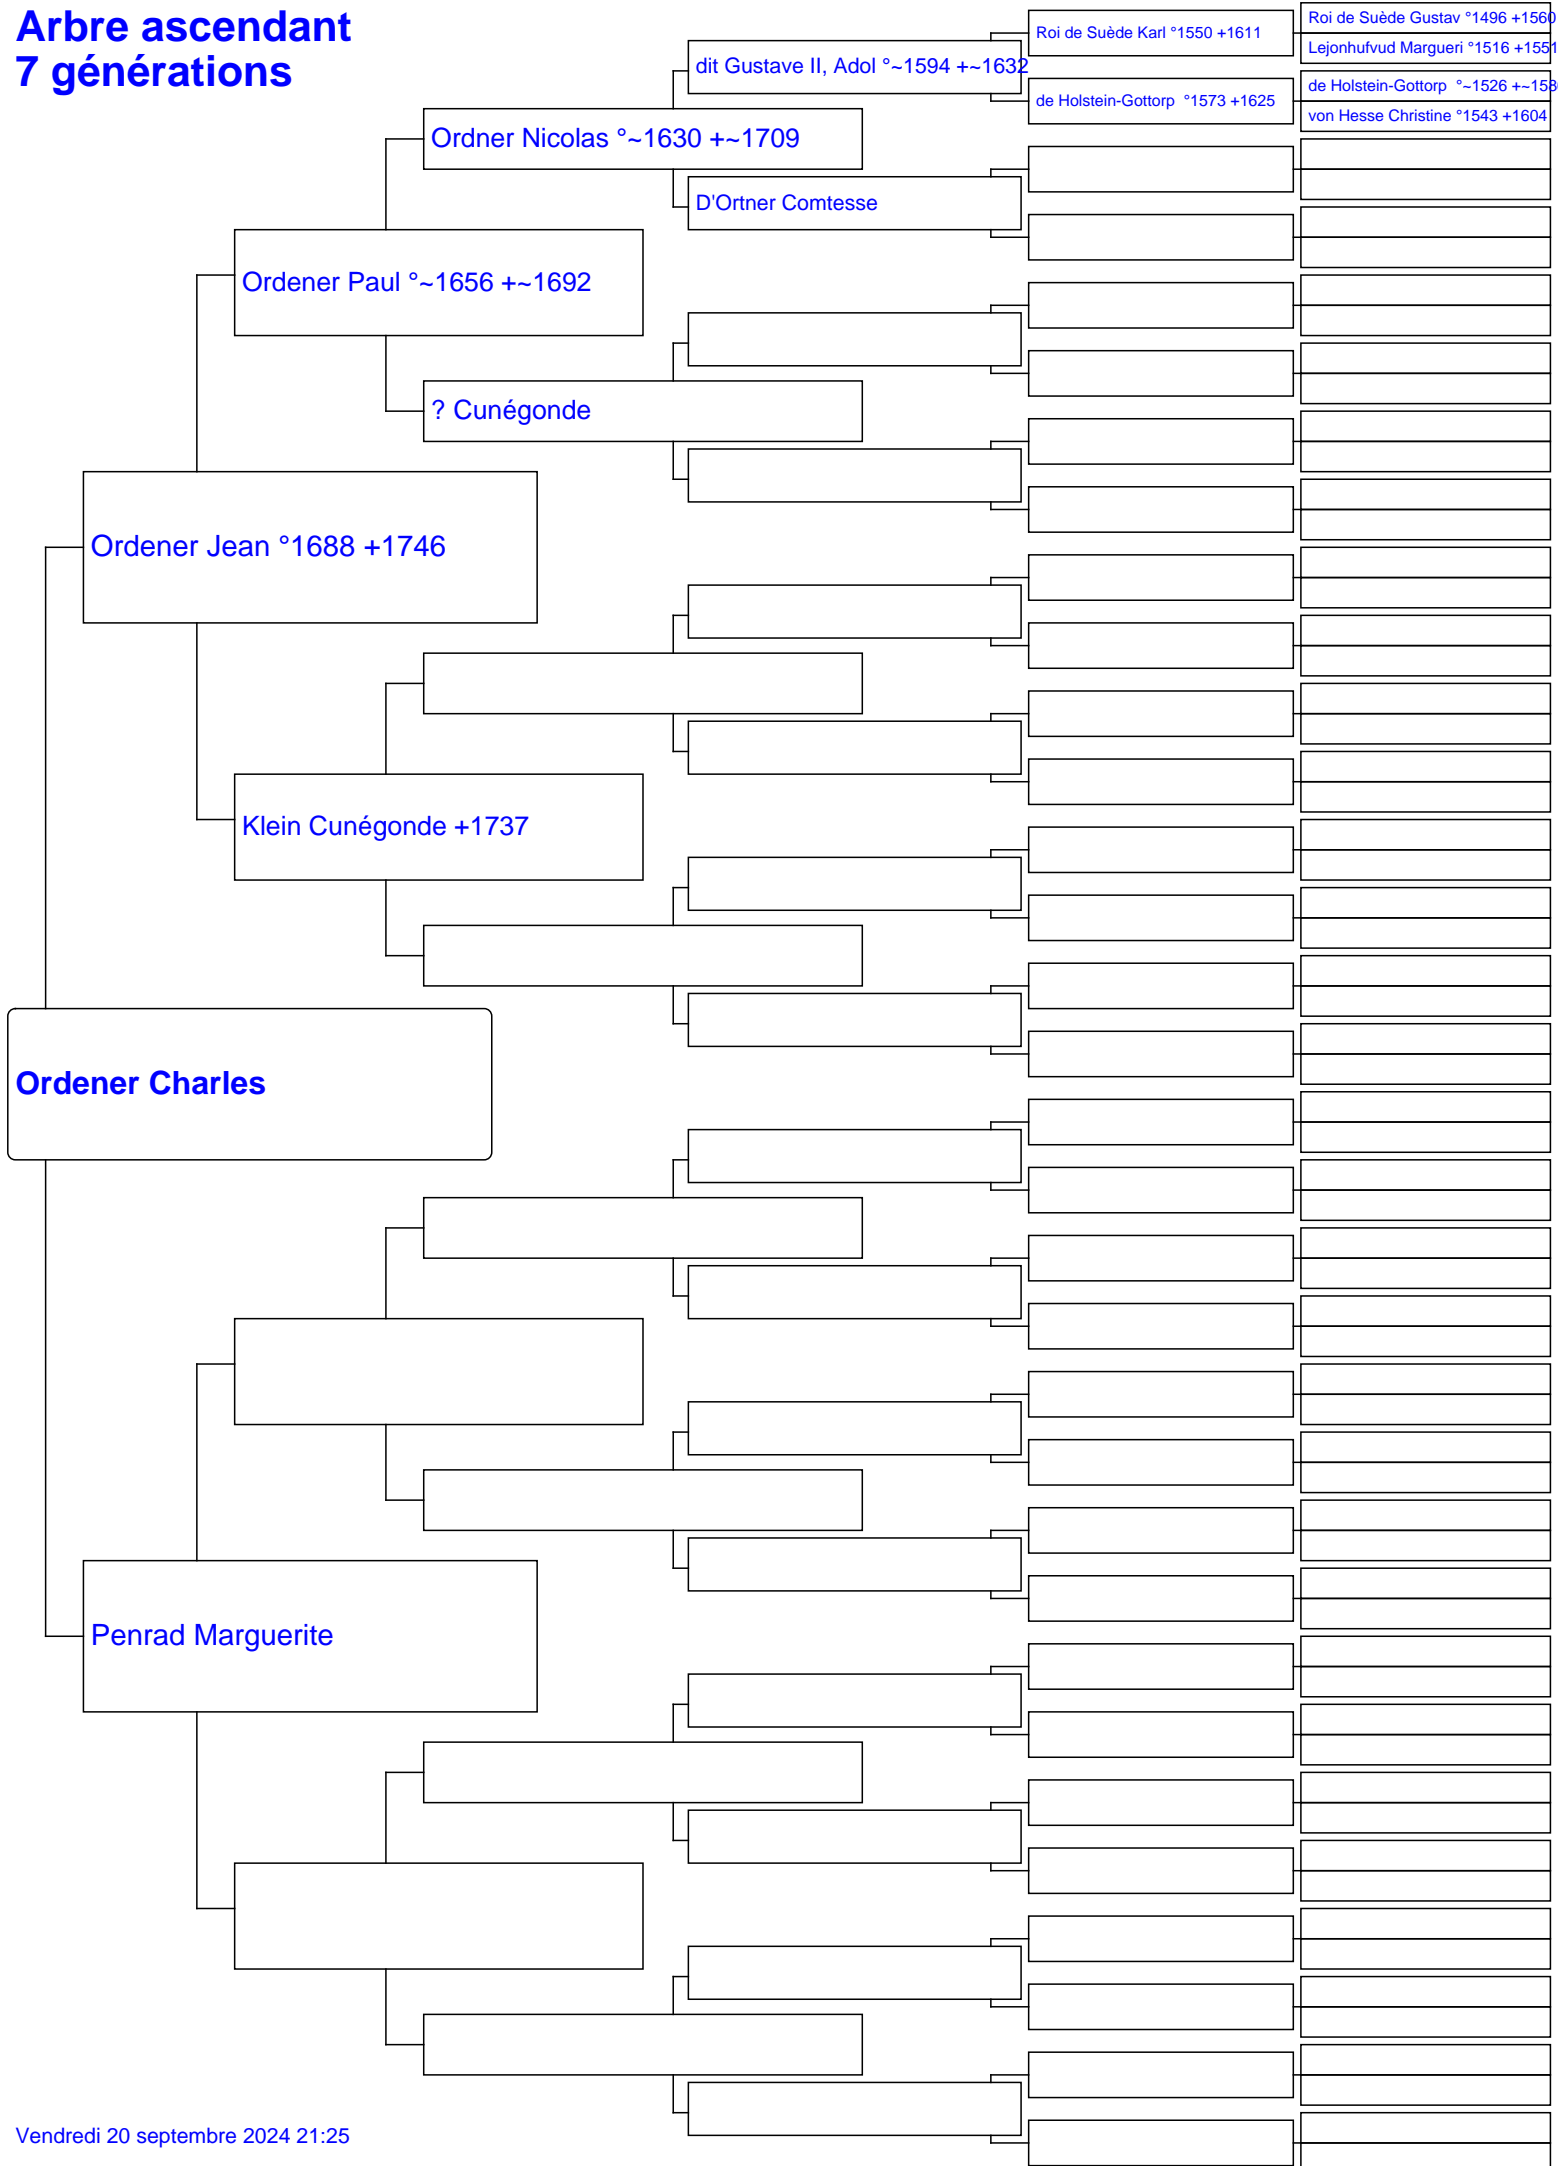 Arbre ascendant
7 générations
Roi de Suède Gustav °1496 +1560
Roi de Suède Karl °1550 +1611
Lejonhufvud Margueri °1516 +1551
dit Gustave II, Adol °~1594 +~1632
de Holstein-Gottorp °~1526 +~158
de Holstein-Gottorp °1573 +1625
von Hesse Christine °1543 +1604
Ordner Nicolas °~1630 +~1709
D'Ortner Comtesse
Ordener Paul °~1656 +~1692
? Cunégonde
Ordener Jean °1688 +1746
Klein Cunégonde +1737
Ordener Charles
Penrad Marguerite
Vendredi 20 septembre 2024 21:25